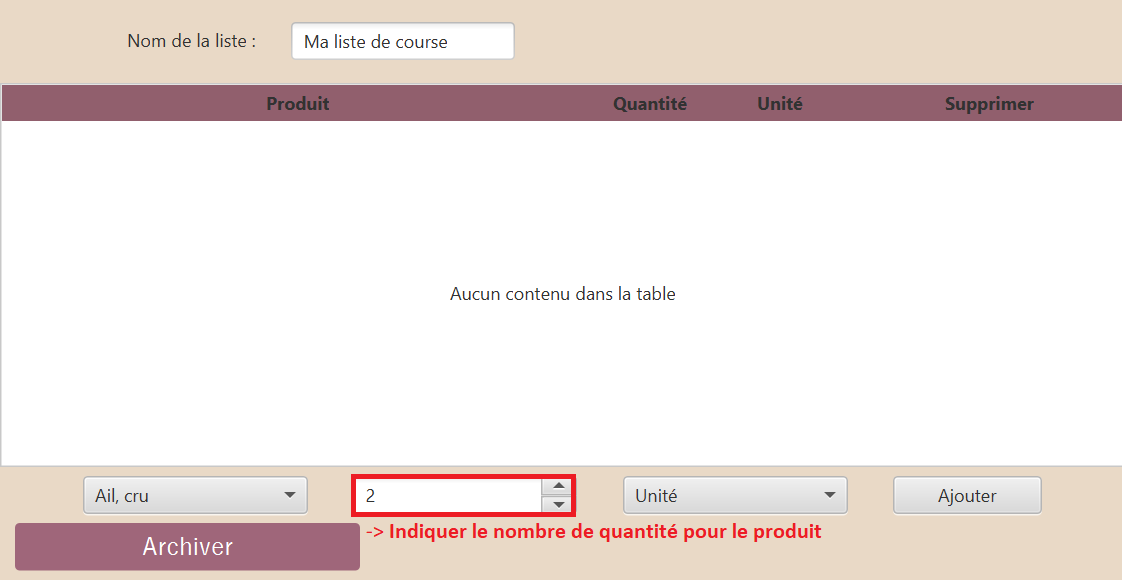 Nom de la liste :
Ma liste de course
Produit Quantité Unité Supprimer
Aucun contenu dans la table
Ail, cru 2 Unité Ajouter
-> Indiquer le nombre de quantité pour le produit
Archiver